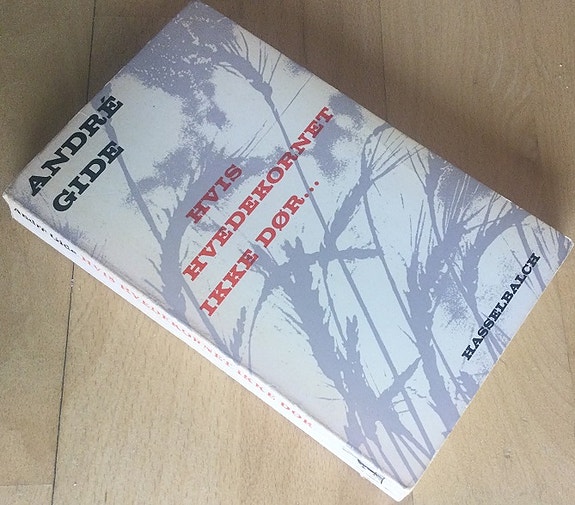 ANDRÉ
GIDE
HVIS
HVEDEKORNET
IKKE DØR...
HASSELBALCH
André Gide HVIS HVEDEKORNET IKKE DØR